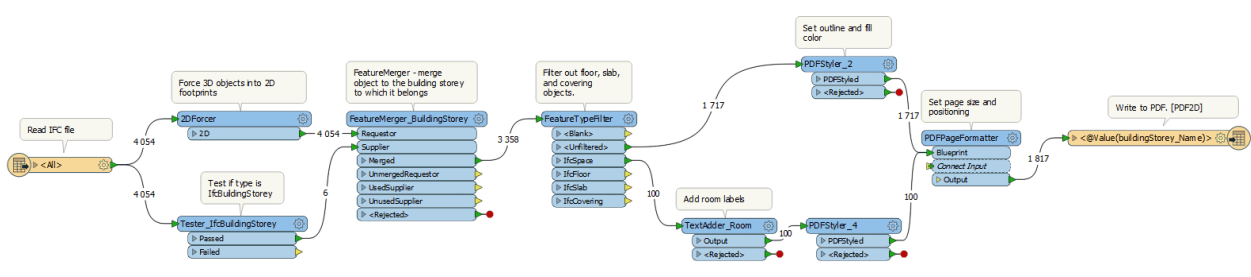 Read IFC file
<All>
4 054
4 054
Force 3D objects into 2D
footprints
2DForcer
2D
4 054
Test if type is
IfcBuildingStorey
Tester_IfcBuildingStorey
Passed
Failed
6
FeatureMerger - merge
object to the building storey
to which it belongs
FeatureMerger_BuildingStorey
Requestor
Supplier
Merged
UnmergedRequestor
UsedSupplier
UnusedSupplier
<Rejected>
3 358
Filter out floor, slab,
and covering
objects.
FeatureTypeFilter
<Blank>
<Unfiltered>
IfcSpace
IfcFloor
IfcSlab
IfcCovering
1 717
100
Add room labels
TextAdder_Room
Output
<Rejected>
100
Set outline and fill
color
PDFStyler_2
PDFStyled
<Rejected>
1 717
PDFStyler_4
PDFStyled
<Rejected>
100
Set page size and
positioning
PDFPageFormatter
Blueprint
Connect Input
Output
1 817
Write to PDF. [PDF2D]
<@Value(buildingStorey_Name)>